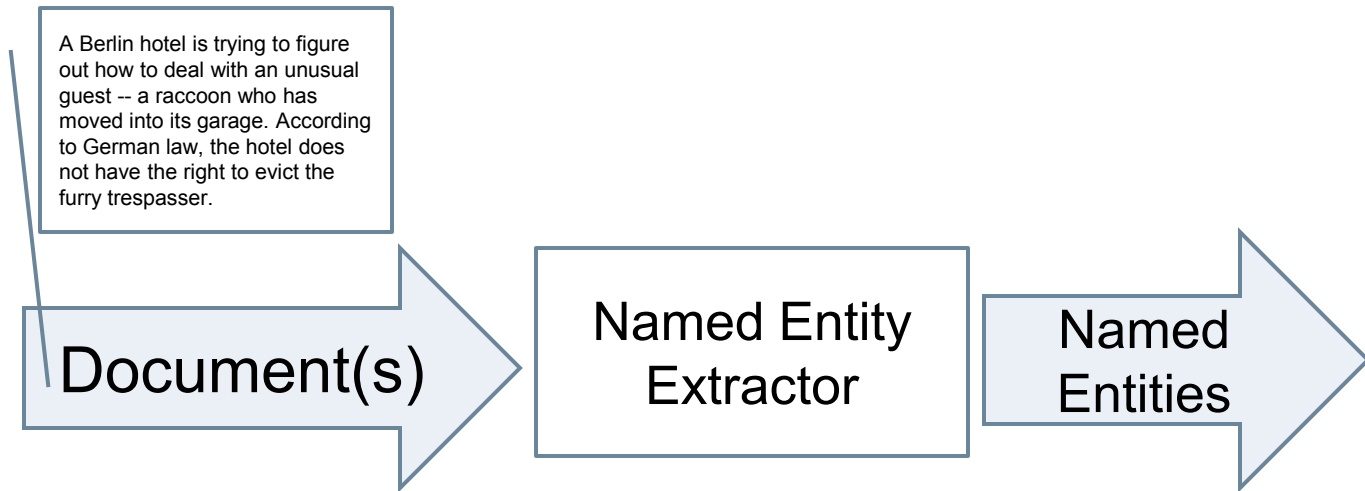 A Berlin hotel is trying to figure
out how to deal with an unusual
guest -- a raccoon who has
moved into its garage. According
to German law, the hotel does
not have the right to evict the
furry trespasser.
Document(s)
Named Entity
Extractor
Named
Entities